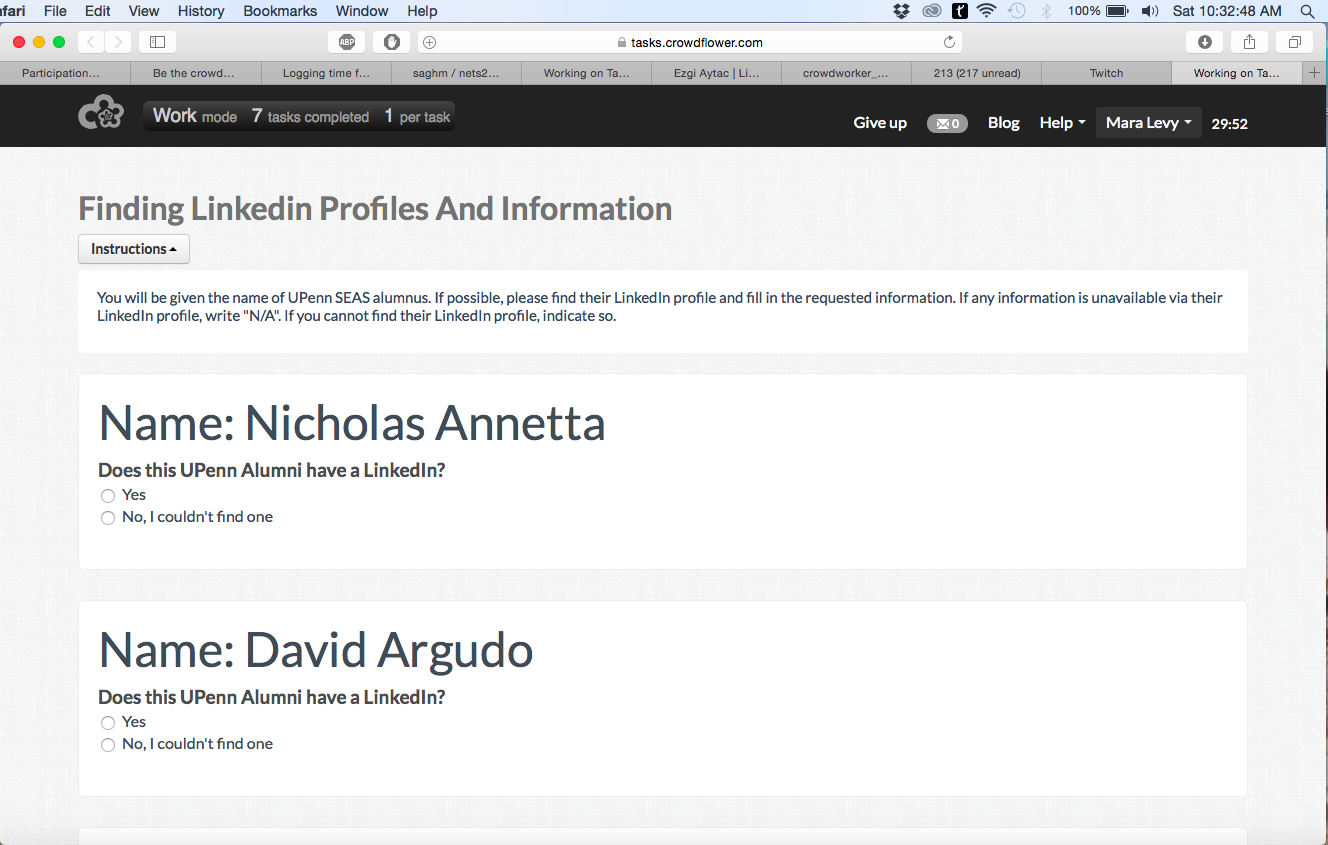 fari File Edit View History Bookmarks Window Help 100% Sat 10:32:48 AM
ABP tasks.crowdflower.com
Participation... Be the crowd... Logging time f... saghm / nets2... Working on Ta... Ezgi Aytac | Li... crowdworker_... 213 (217 unread) Twitch Working on Ta...
Work mode 7 tasks completed 1 per task
Give up 0 Blog Help Mara Levy 29:52
Finding Linkedin Profiles And Information
Instructions
You will be given the name of UPenn SEAS alumnus. If possible, please find their LinkedIn profile and fill in the requested information. If any information is unavailable via their
LinkedIn profile, write "N/A". If you cannot find their LinkedIn profile, indicate so.
Name: Nicholas Annetta
Does this UPenn Alumni have a LinkedIn?
Yes
No, I couldn't find one
Name: David Argudo
Does this UPenn Alumni have a LinkedIn?
Yes
No, I couldn't find one